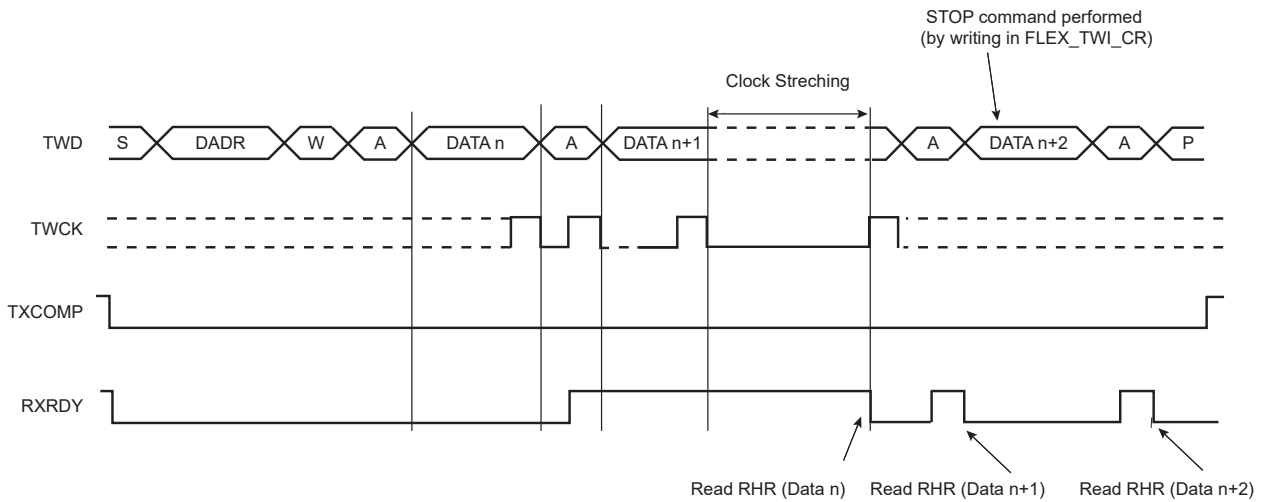 STOP command performed
(by writing in FLEX_TWI_CR)
Clock Streching
TWD S DADR W A DATA n A DATA n+1 A DATA n+2 A P
TWCK
TXCOMP
RXRDY
Read RHR (Data n) Read RHR (Data n+1) Read RHR (Data n+2)